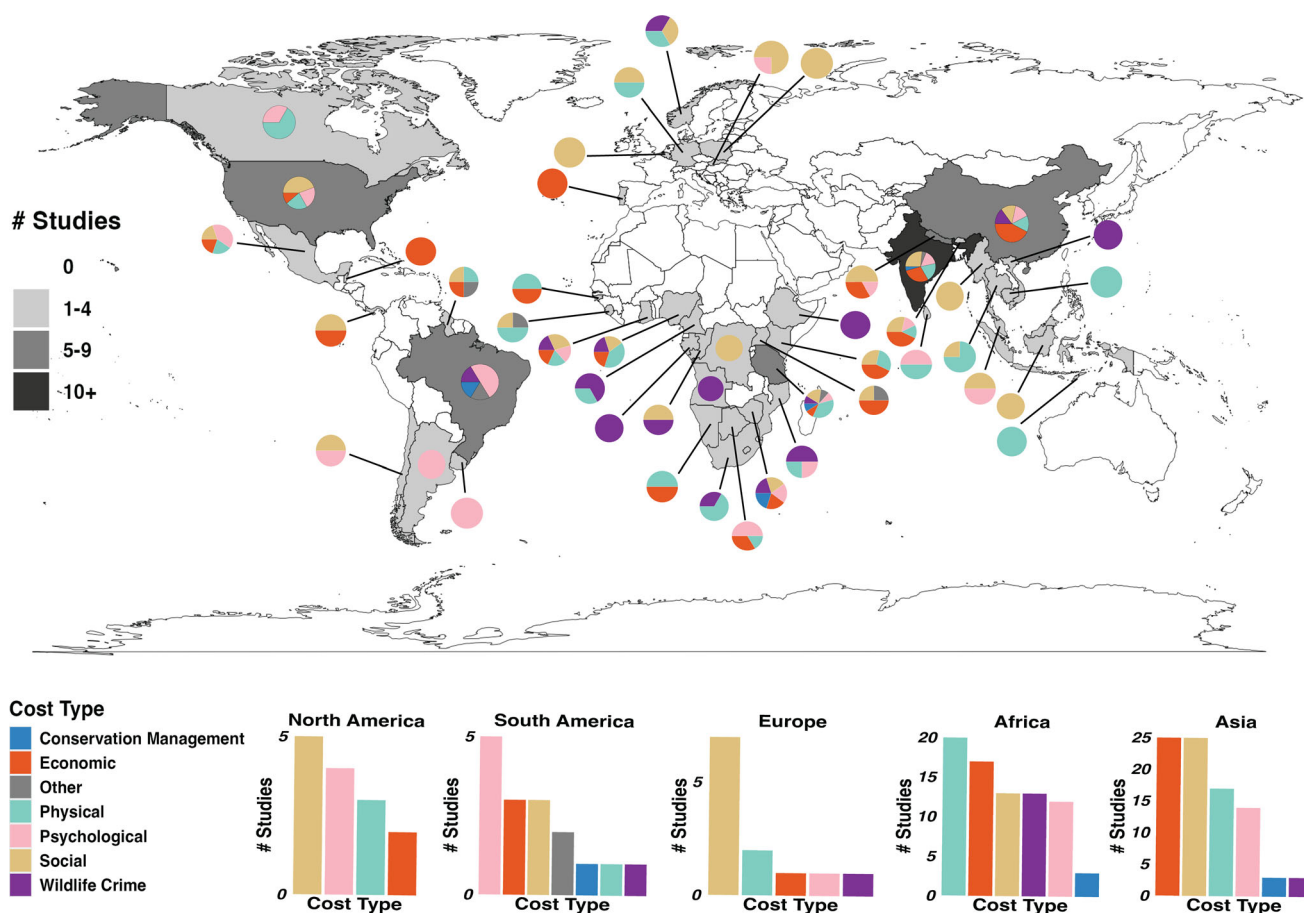 # Studies
0
1-4
5-9
10+
Cost Type
Conservation Management
Economic
Other
Physical
Psychological
Social
Wildlife Crime
North America
5
0
# Studies
Cost Type
South America
5
0
# Studies
Cost Type
Europe
5
0
# Studies
Cost Type
Africa
20
15
10
5
0
# Studies
Cost Type
Asia
25
20
15
10
5
0
# Studies
Cost Type